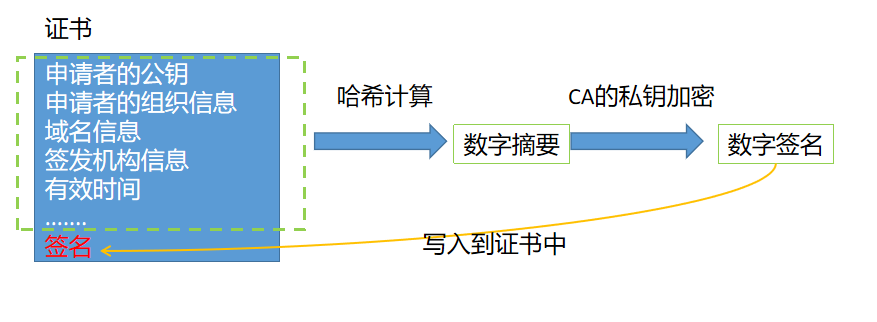 证书
申请者的公钥
申请者的组织信息
域名信息
签发机构信息
有效时间
.......
签名
哈希计算
数字摘要
CA的私钥加密
数字签名
写入到证书中